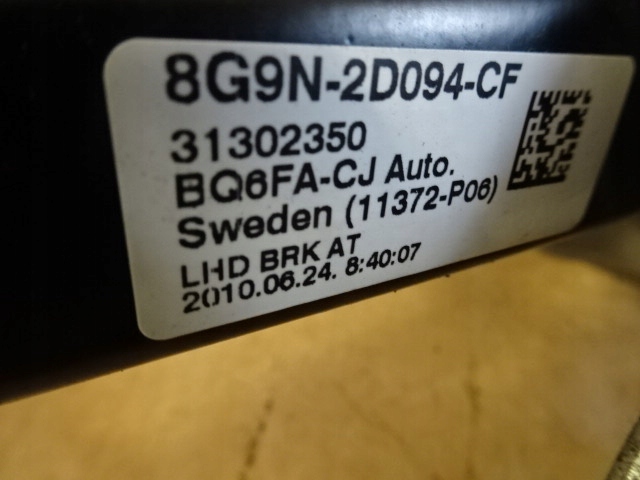 8G9N-2D094-CF
31302350
BQ6FA-CJ Auto.
Sweden (11372-P06)
LHD BRK AT
2010.06.24. 8:40:07